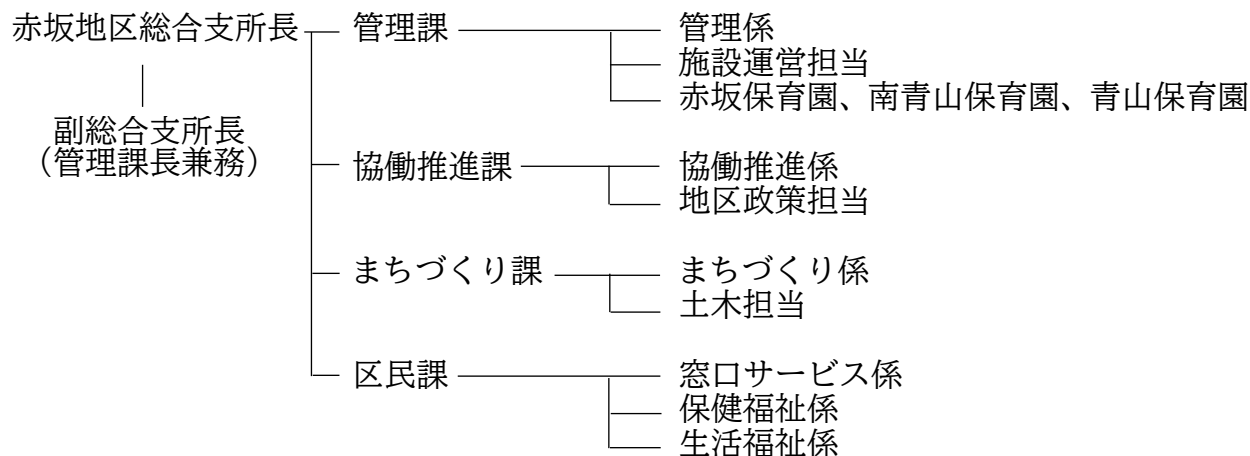 赤坂地区総合支所長
副総合支所長
（管理課長兼務）
管理課
管理係
施設運営担当
赤坂保育園、南青山保育園、青山保育園
協働推進課
協働推進係
地区政策担当
まちづくり課
まちづくり係
土木担当
区民課
窓口サービス係
保健福祉係
生活福祉係